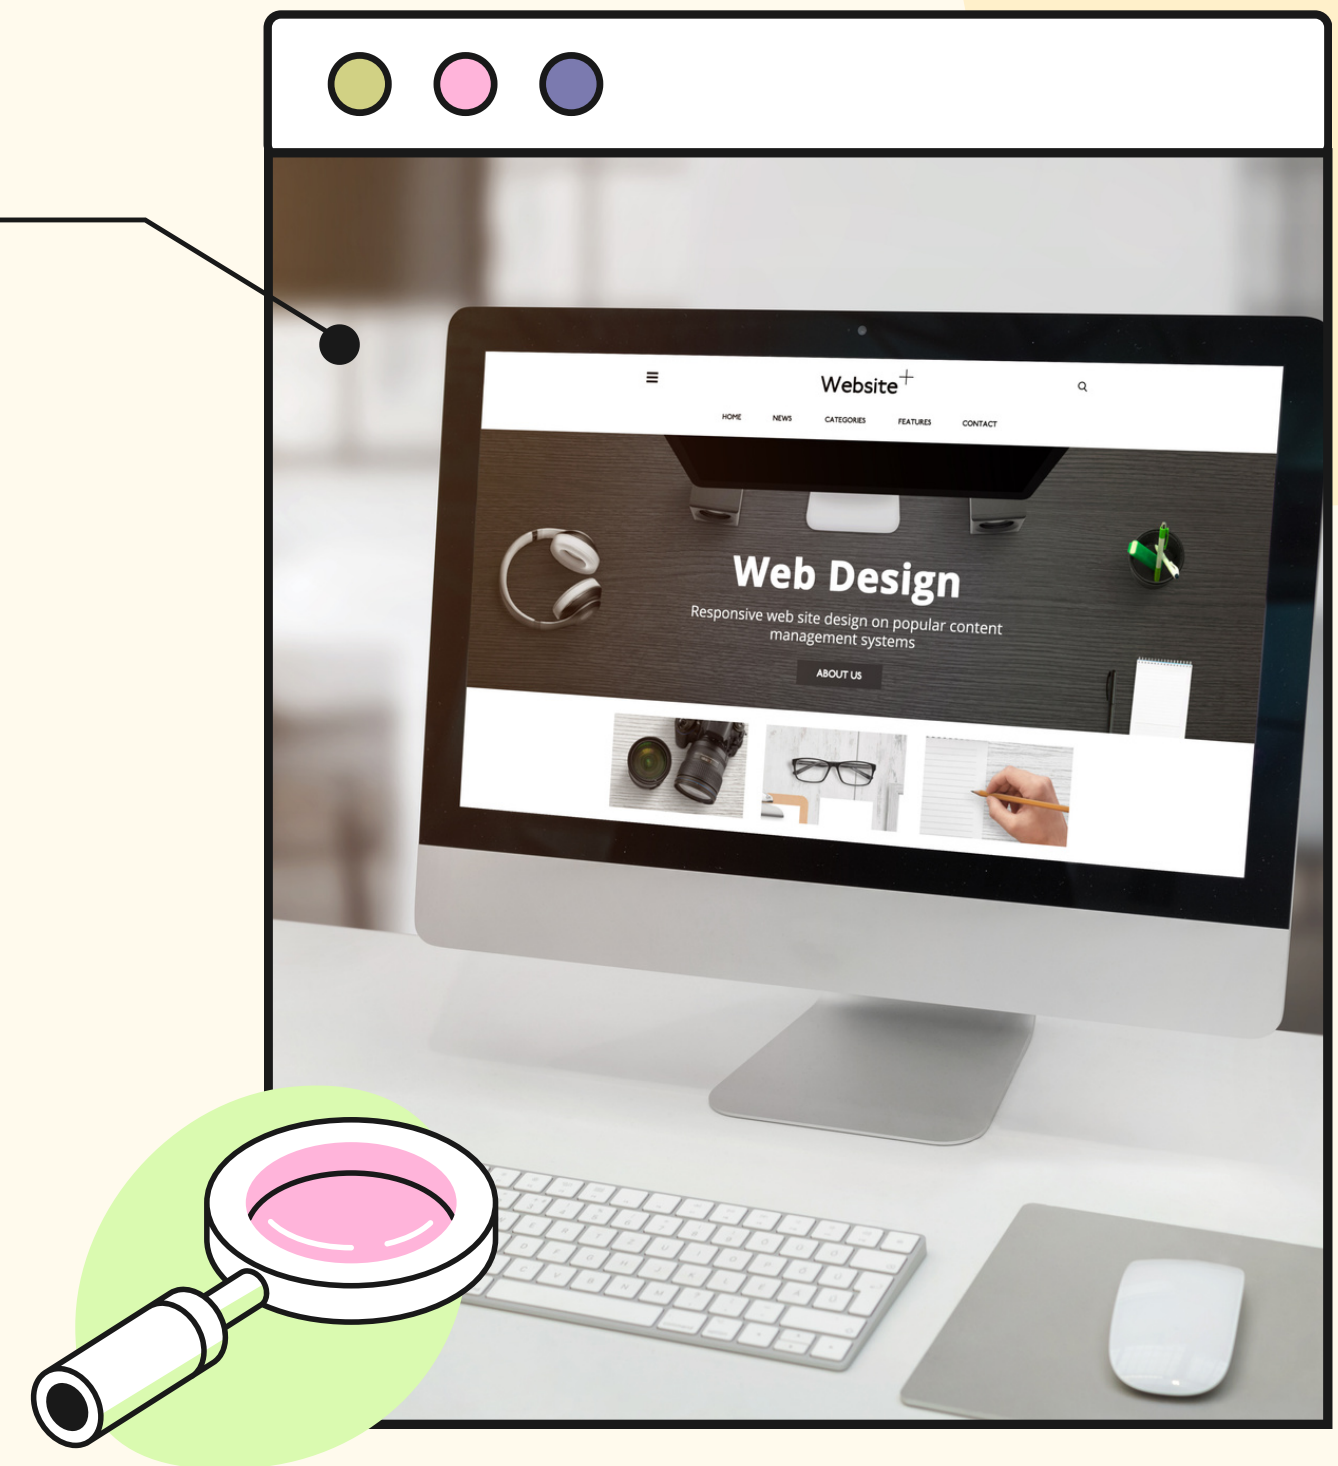 Website+
HOME NEWS CATEGORIES FEATURES CONTACT
Web Design
Responsive web site design on popular content
management systems
ABOUT US